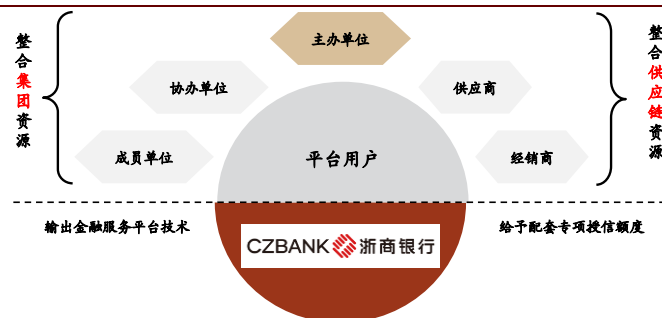 整合集团资源
主办单位
协办单位
供应商
成员单位
平台用户
经销商
整合供应链资源
输出金融服务平台技术
给予配套专项授信额度
CZBANK 浙商银行